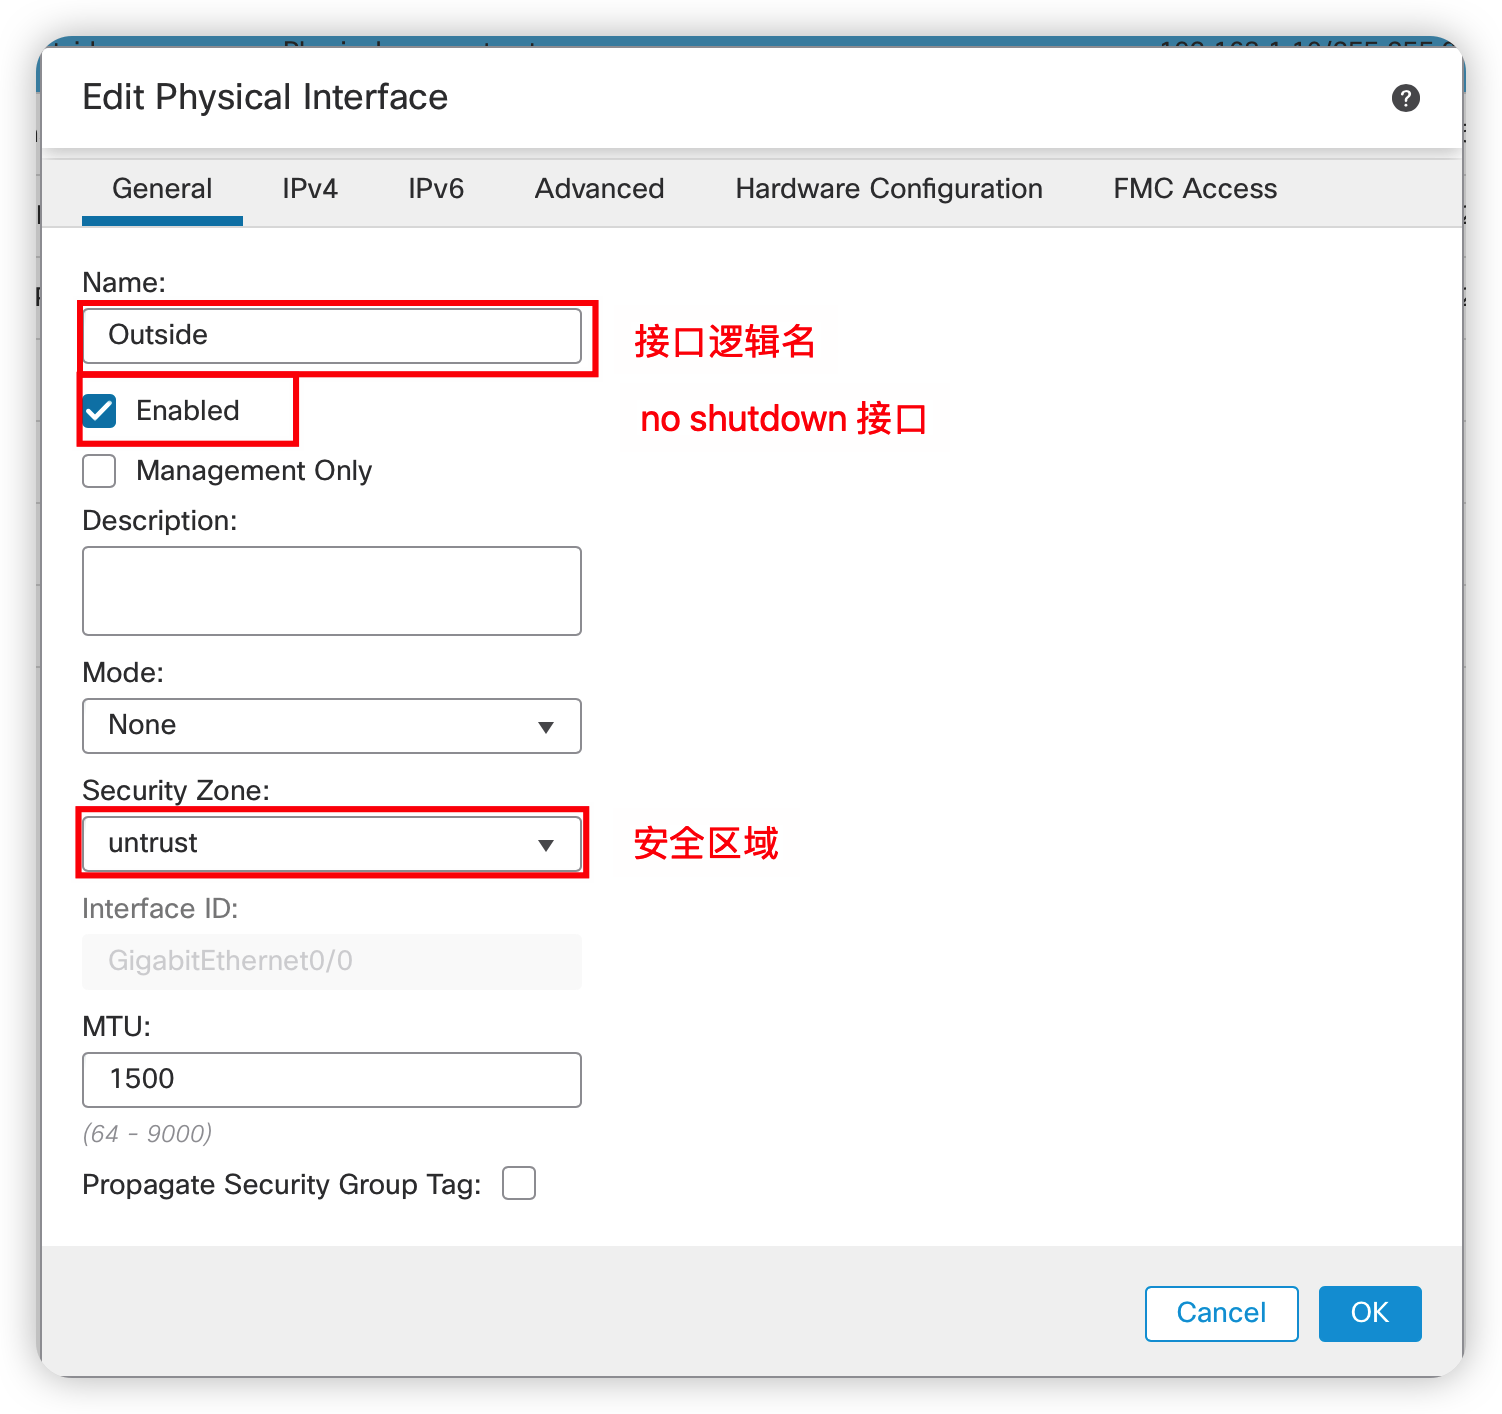 Edit Physical Interface
General IPv4 IPv6 Advanced Hardware Configuration FMC Access
Name:
Outside 接口逻辑名
Enabled no shutdown 接口
Management Only
Description:
Mode:
None
Security Zone:
untrust 安全区域
Interface ID:
GigabitEthernet0/0
MTU:
1500
(64 - 9000)
Propagate Security Group Tag:
Cancel OK